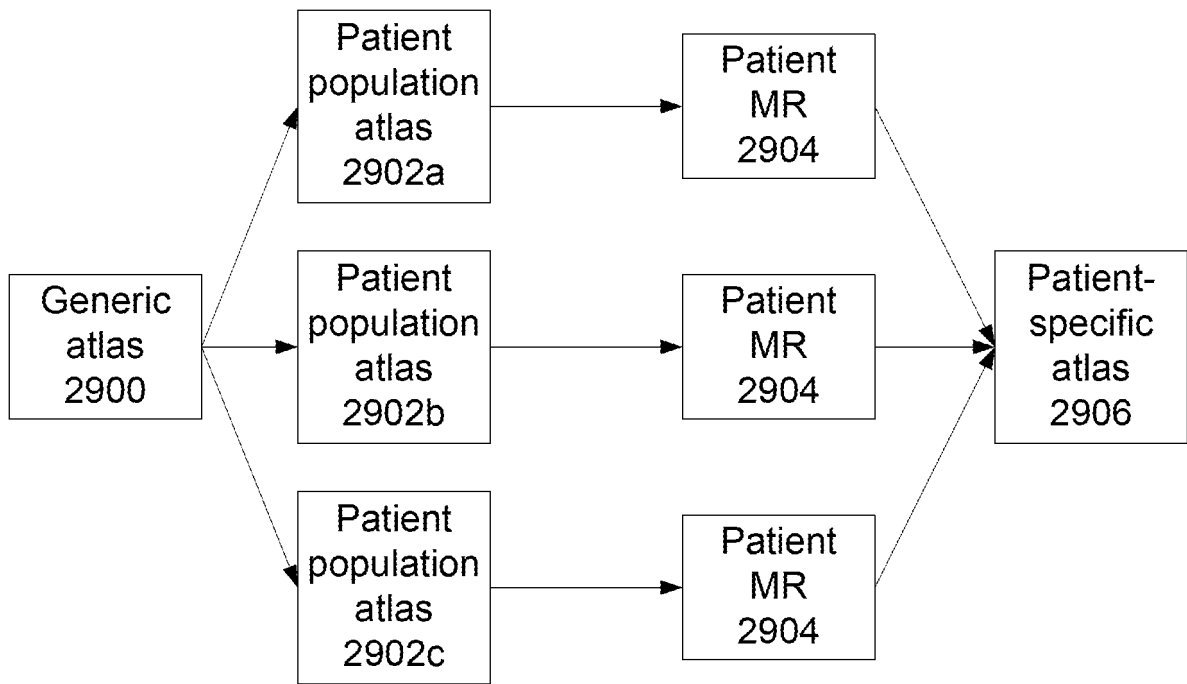 Generic
atlas
2900
Patient
population
atlas
2902a
Patient
population
atlas
2902b
Patient
population
atlas
2902c
Patient
MR
2904
Patient
MR
2904
Patient
MR
2904
Patient-
specific
atlas
2906